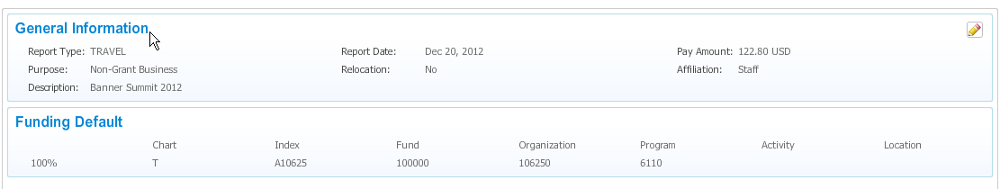 General Information
Report Type: TRAVEL Report Date: Dec 20, 2012 Pay Amount: 122.80 USD
Purpose: Non-Grant Business Relocation: No Affiliation: Staff
Description: Banner Summit 2012
Funding Default
Chart Index Fund Organization Program Activity Location
100% T A10625 100000 106250 6110